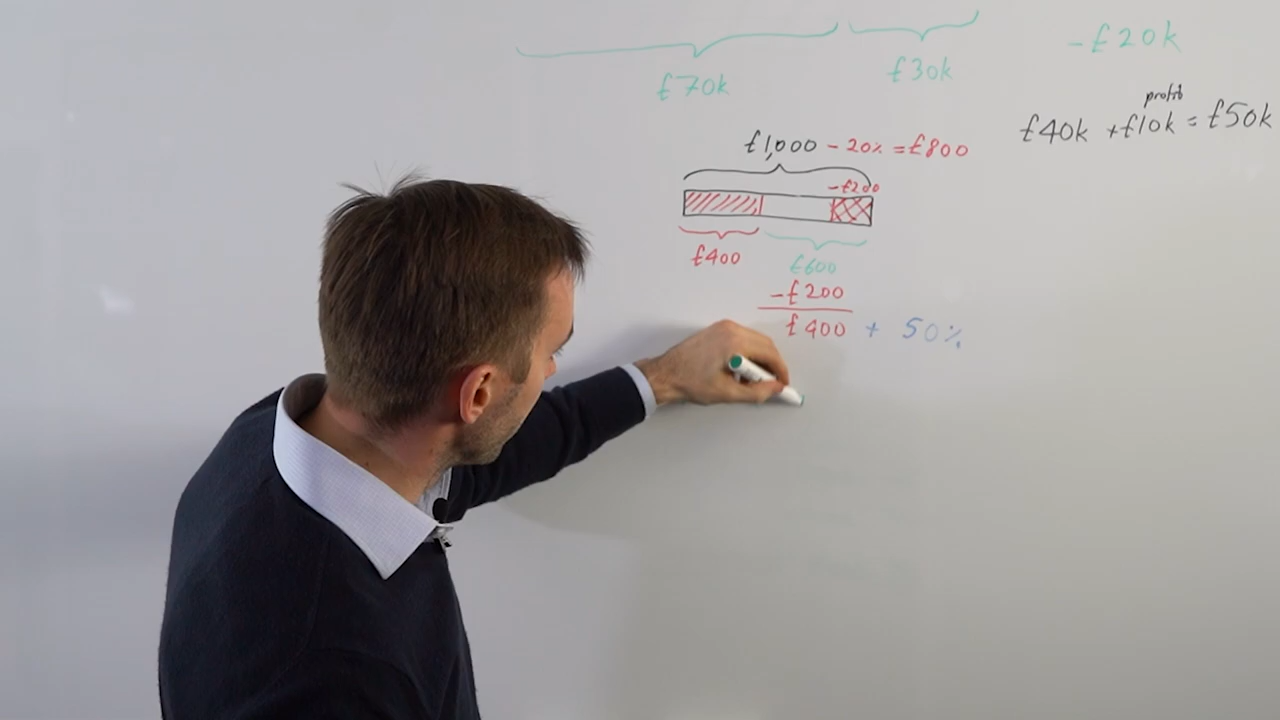 £70k
£30k
-£20k
profit
£40k +£10k = £50k
£1,000 - 20% = £800
-£200
£400
£600
-£200
£400 + 50%